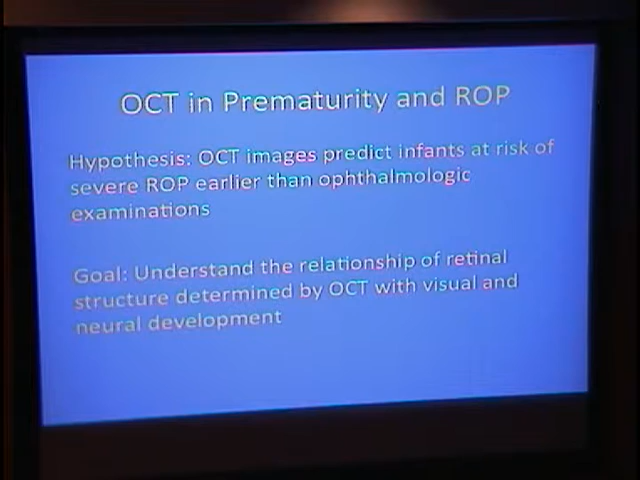 OCT in Prematurity and ROP
Hypothesis: OCT images predict infants at risk of
severe ROP earlier than ophthalmologic
examinations
Goal: Understand the relationship of retinal
structure determined by OCT with visual and
neural development